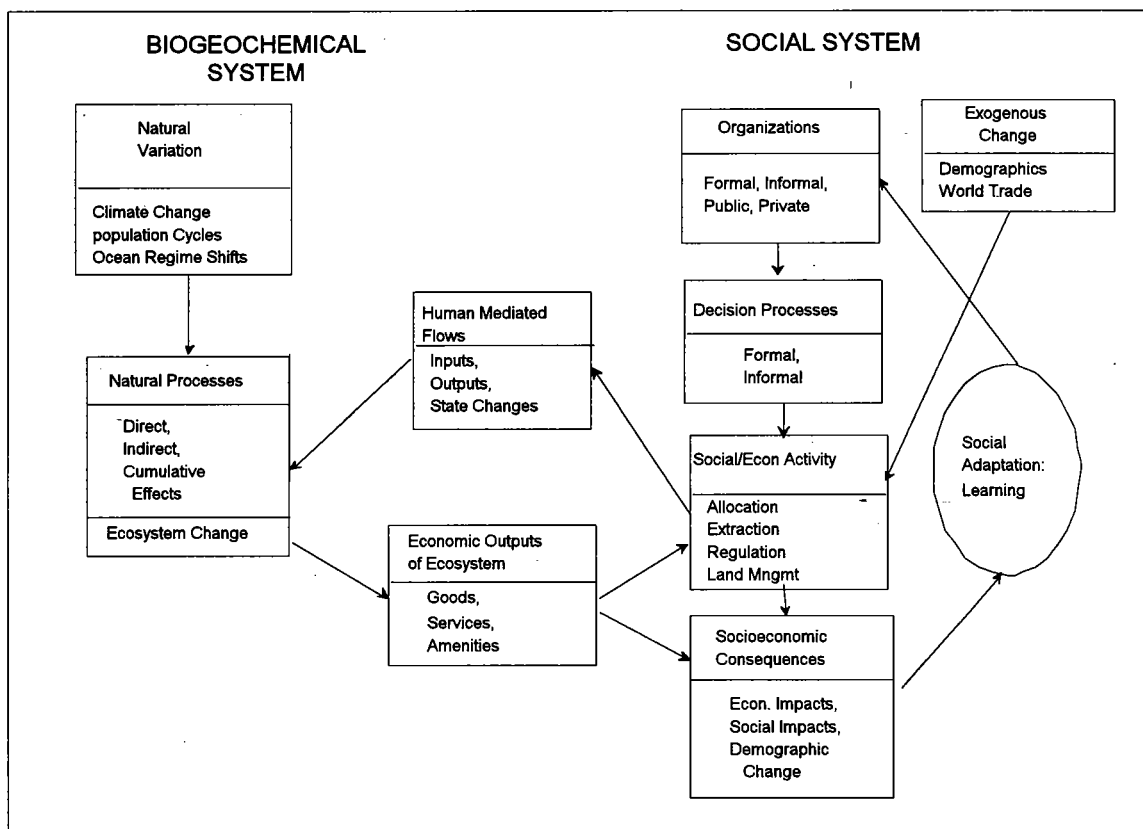 BIOGEOCHEMICAL
SYSTEM
SOCIAL SYSTEM
Natural
Variation
Climate Change
population Cycles
Ocean Regime Shifts
Organizations
Formal, Informal,
Public, Private
Exogenous
Change
Demographics
World Trade
Human Mediated
Flows
Inputs,
Outputs,
State Changes
Decision Processes
Formal,
Informal
Natural Processes
Direct,
Indirect,
Cumulative
Effects
Ecosystem Change
Social/Econ Activity
Allocation
Extraction
Regulation
Land Mngmt
Social
Adaptation:
Learning
Economic Outputs
of Ecosystem
Goods,
Services,
Amenities
Socioeconomic
Consequences
Econ. Impacts,
Social Impacts,
Demographic
Change